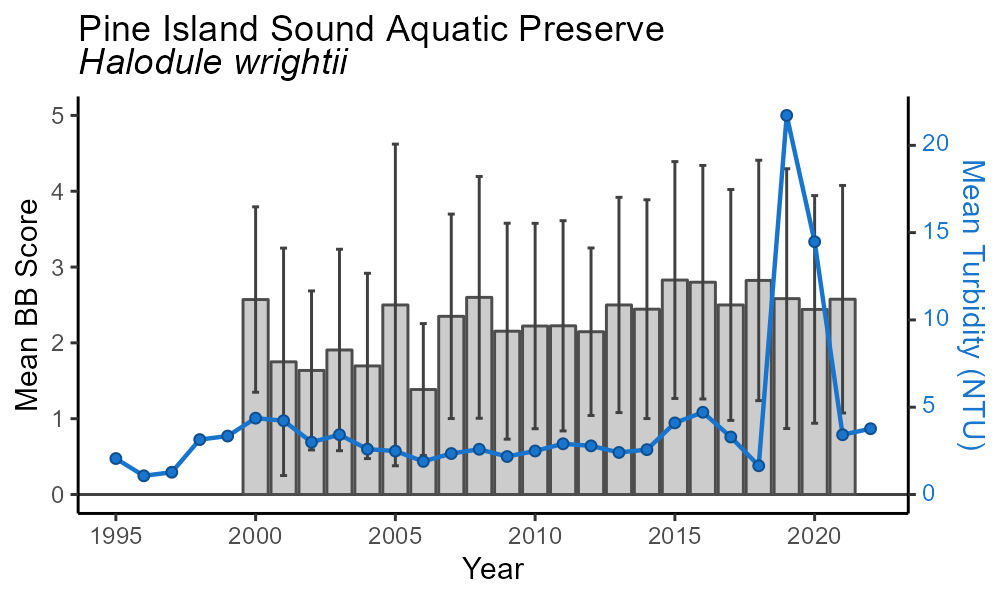 Pine Island Sound Aquatic Preserve
Halodule wrightii
Mean BB Score
5
4
3
2
1
0
20
15
10
5
0
Mean Turbidity (NTU)
1995 2000 2005 2010 2015 2020
Year